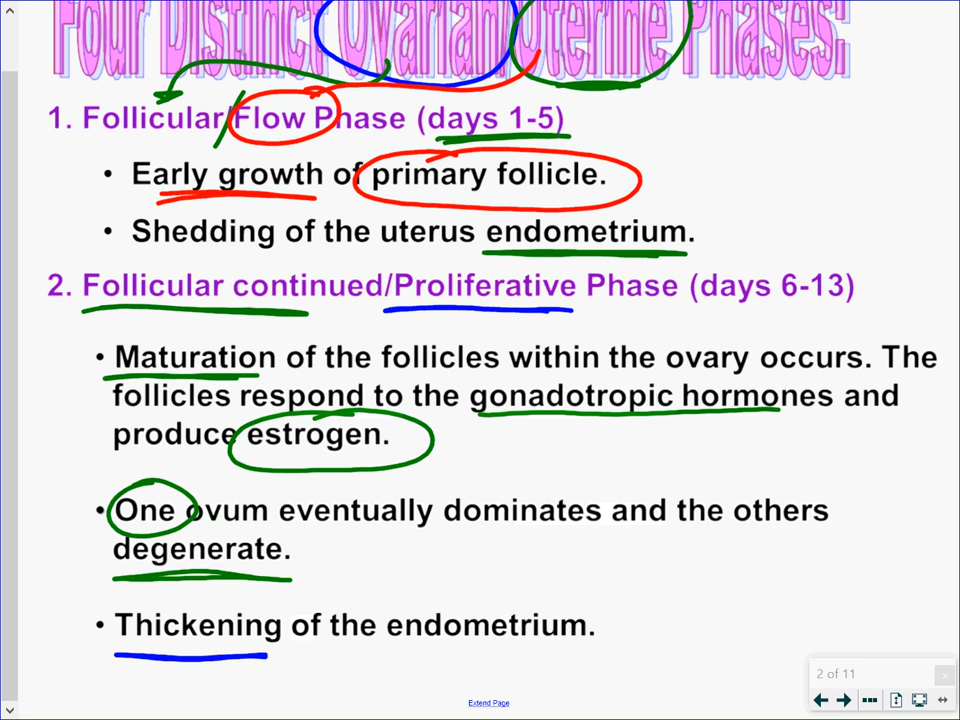 Four Distinct Ovarian/Uterine Phases:
1. Follicular/Flow Phase (days 1-5)
• Early growth of primary follicle.
• Shedding of the uterus endometrium.
2. Follicular continued/Proliferative Phase (days 6-13)
• Maturation of the follicles within the ovary occurs. The
follicles respond to the gonadotropic hormones and
produce estrogen.
• One ovum eventually dominates and the others
degenerate.
• Thickening of the endometrium.
2 of 11
Extend Page